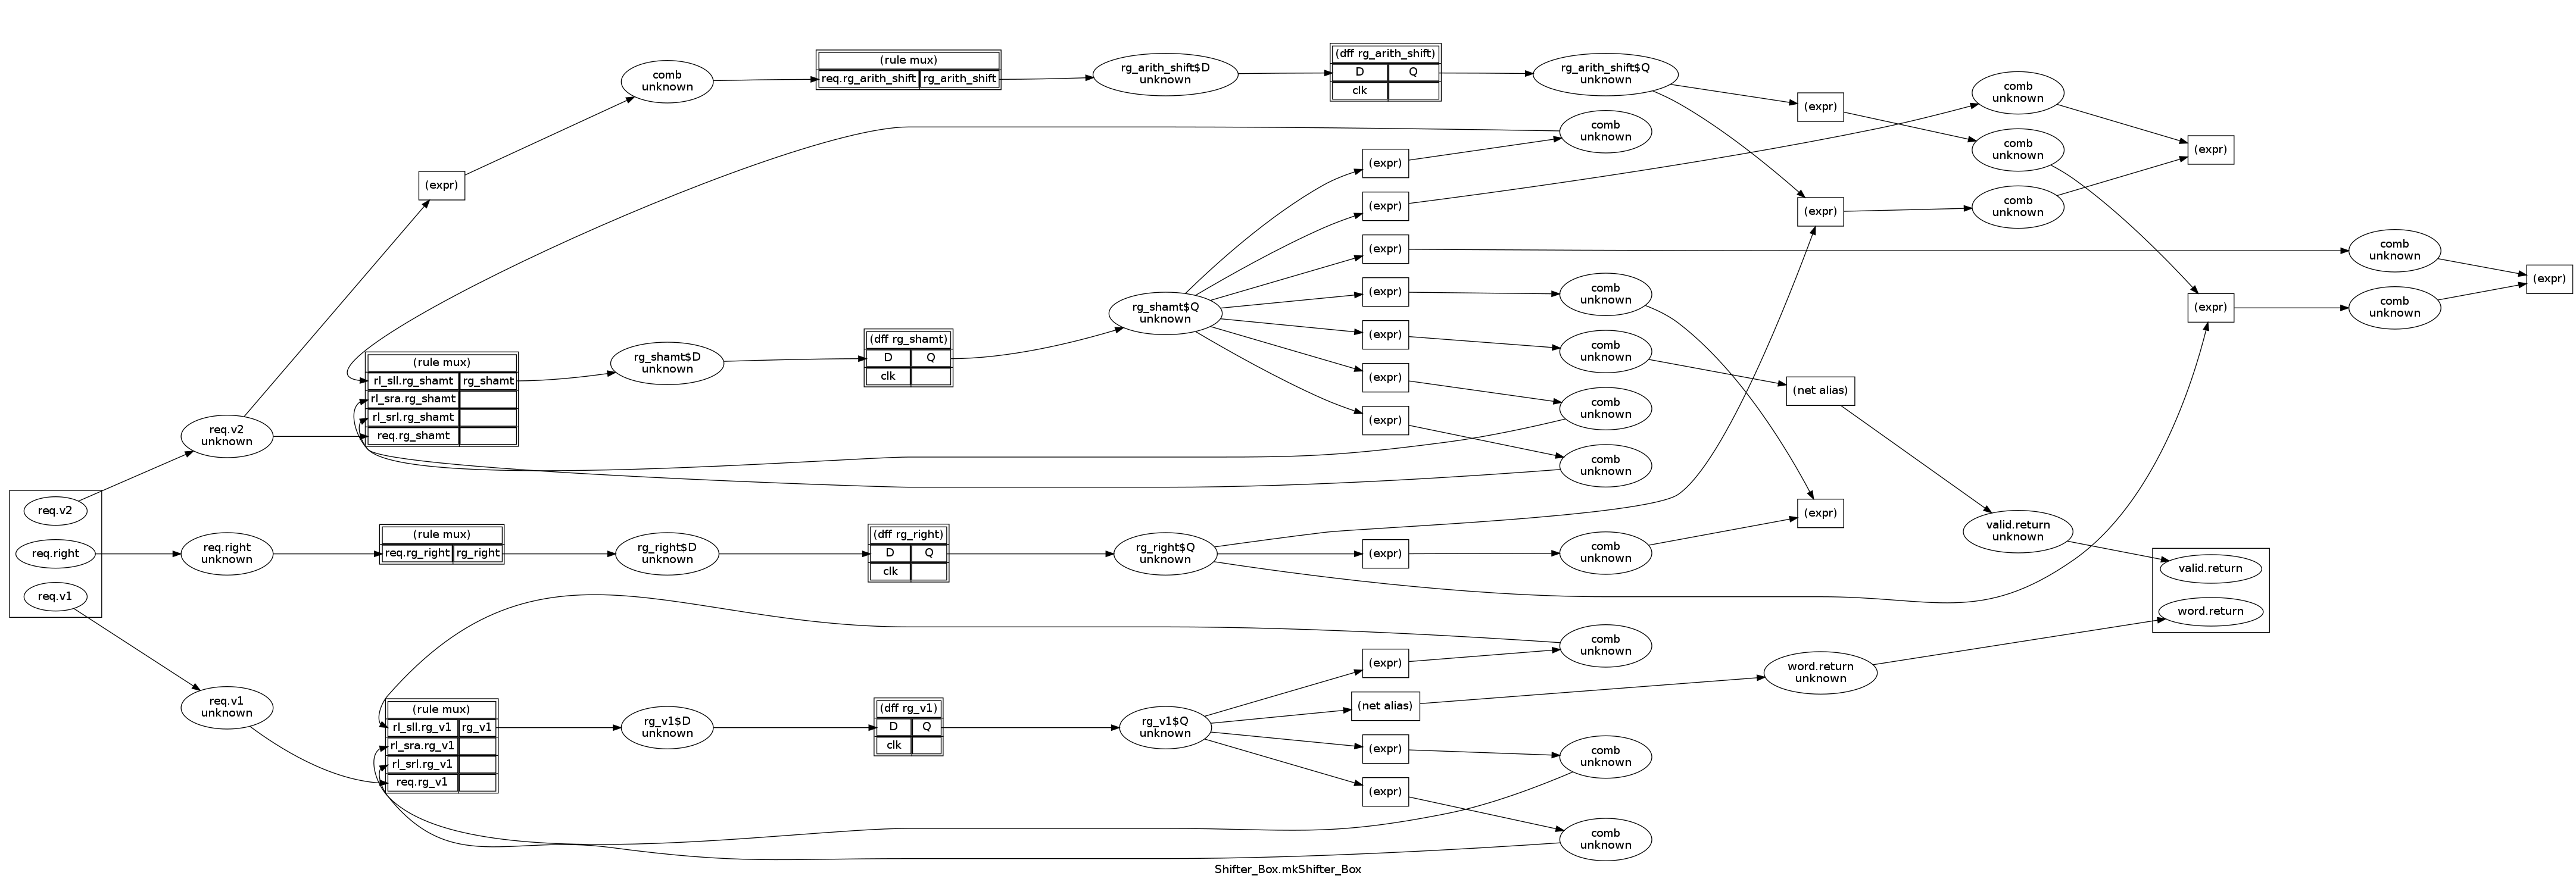 comb
unknown
(rule mux)
req.rg_arith_shift rg_arith_shift
rg_arith_shift$D
unknown
(dff rg_arith_shift)
D Q
clk
rg_arith_shift$Q
unknown
(expr)
comb
unknown
comb
unknown
(expr)
comb
unknown
(expr)
comb
unknown
(expr)
(expr)
(expr)
(expr)
(expr)
(expr)
(expr)
(expr)
comb
unknown
comb
unknown
(expr)
(expr)
comb
unknown
comb
unknown
comb
unknown
comb
unknown
rg_shamt$Q
unknown
(dff rg_shamt)
D Q
clk
rg_shamt$D
unknown
(rule mux)
rl_sll.rg_shamt rg_shamt
rl_sra.rg_shamt
rl_srl.rg_shamt
req.rg_shamt
(expr)
req.v2
unknown
(net alias)
(expr)
valid.return
unknown
valid.return
word.return
req.v2
req.right
req.v1
req.right
unknown
(rule mux)
req.rg_right rg_right
rg_right$D
unknown
(dff rg_right)
D Q
clk
rg_right$Q
unknown
(expr)
comb
unknown
req.v1
unknown
(rule mux)
rl_sll.rg_v1 rg_v1
rl_sra.rg_v1
rl_srl.rg_v1
req.rg_v1
rg_v1$D
unknown
(dff rg_v1)
D Q
clk
rg_v1$Q
unknown
(expr)
(net alias)
(expr)
(expr)
comb
unknown
word.return
unknown
comb
unknown
comb
unknown
Shifter_Box.mkShifter_Box